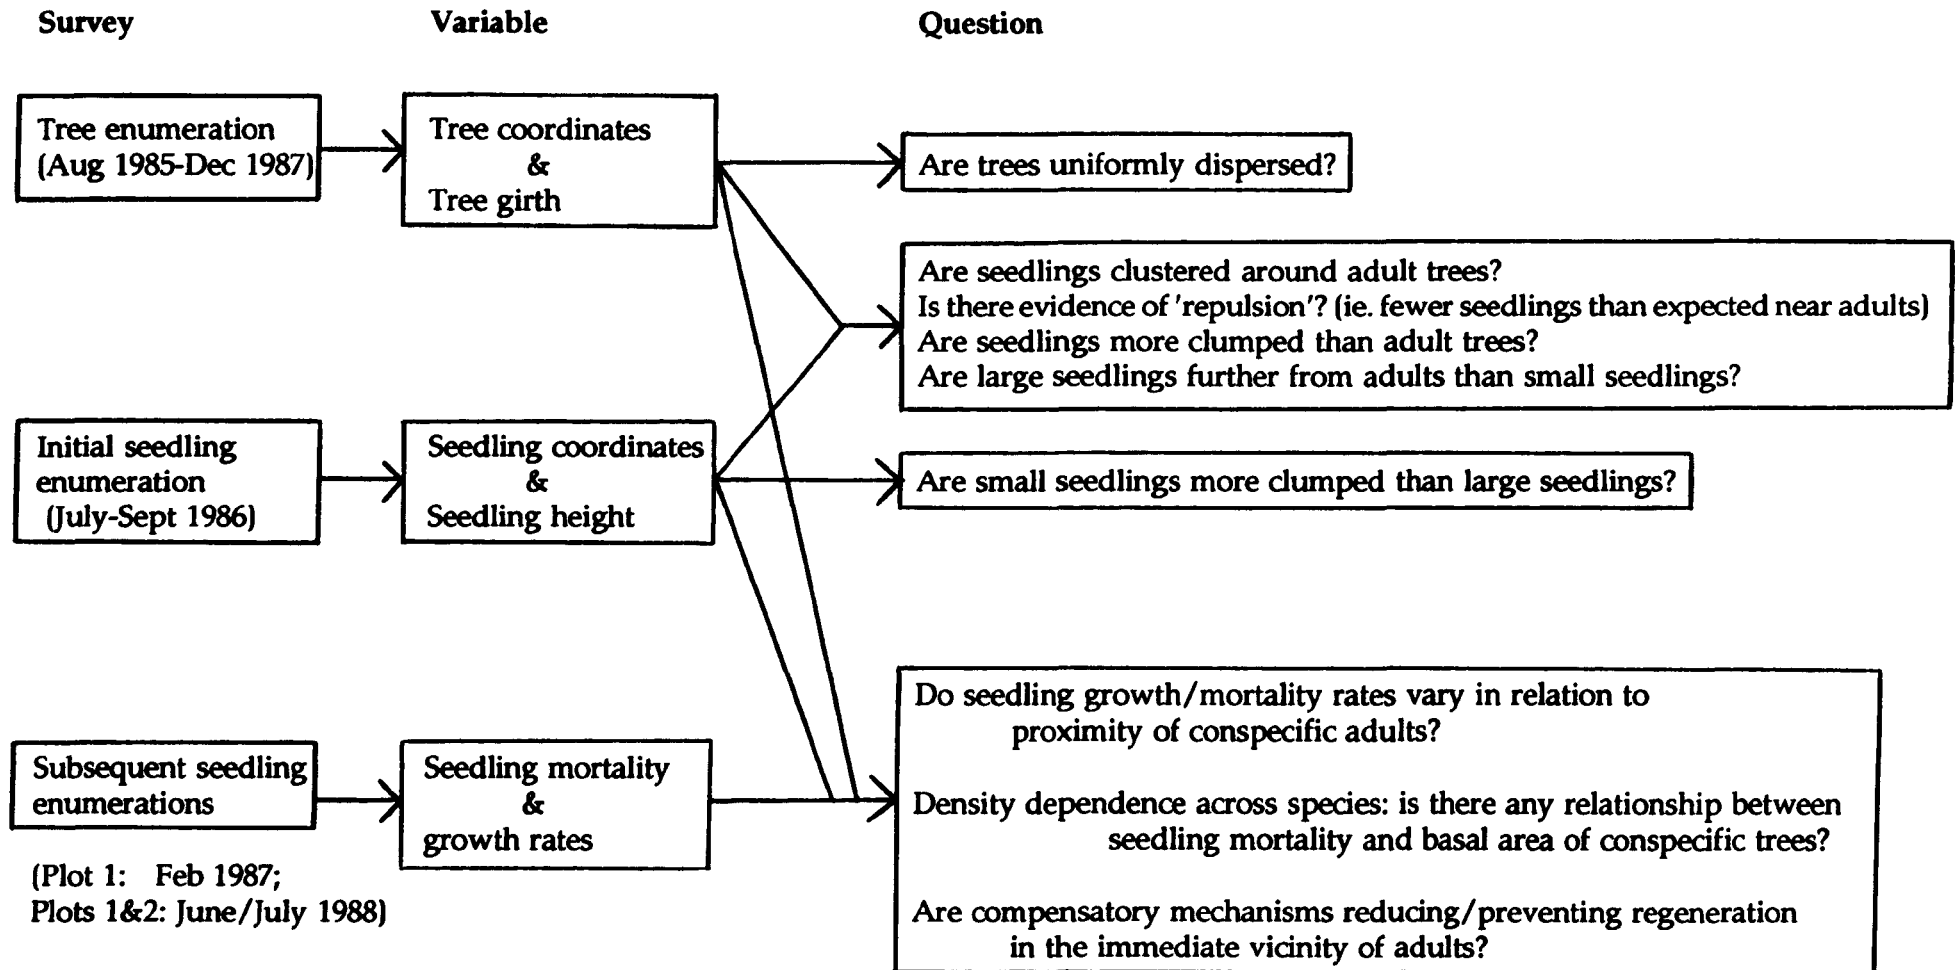 Survey
Variable
Question
Tree enumeration
(Aug 1985-Dec 1987)
Tree coordinates
&
Tree girth
Are trees uniformly dispersed?
Are seedlings clustered around adult trees?
Is there evidence of 'repulsion'? (ie. fewer seedlings than expected near adults)
Are seedlings more clumped than adult trees?
Are large seedlings further from adults than small seedlings?
Initial seedling
enumeration
(July-Sept 1986)
Seedling coordinates
&
Seedling height
Are small seedlings more clumped than large seedlings?
Subsequent seedling
enumerations
(Plot 1: Feb 1987;
Plots 1&2: June/July 1988)
Seedling mortality
&
growth rates
Do seedling growth/mortality rates vary in relation to
proximity of conspecific adults?
Density dependence across species: is there any relationship between
seedling mortality and basal area of conspecific trees?
Are compensatory mechanisms reducing/preventing regeneration
in the immediate vicinity of adults?